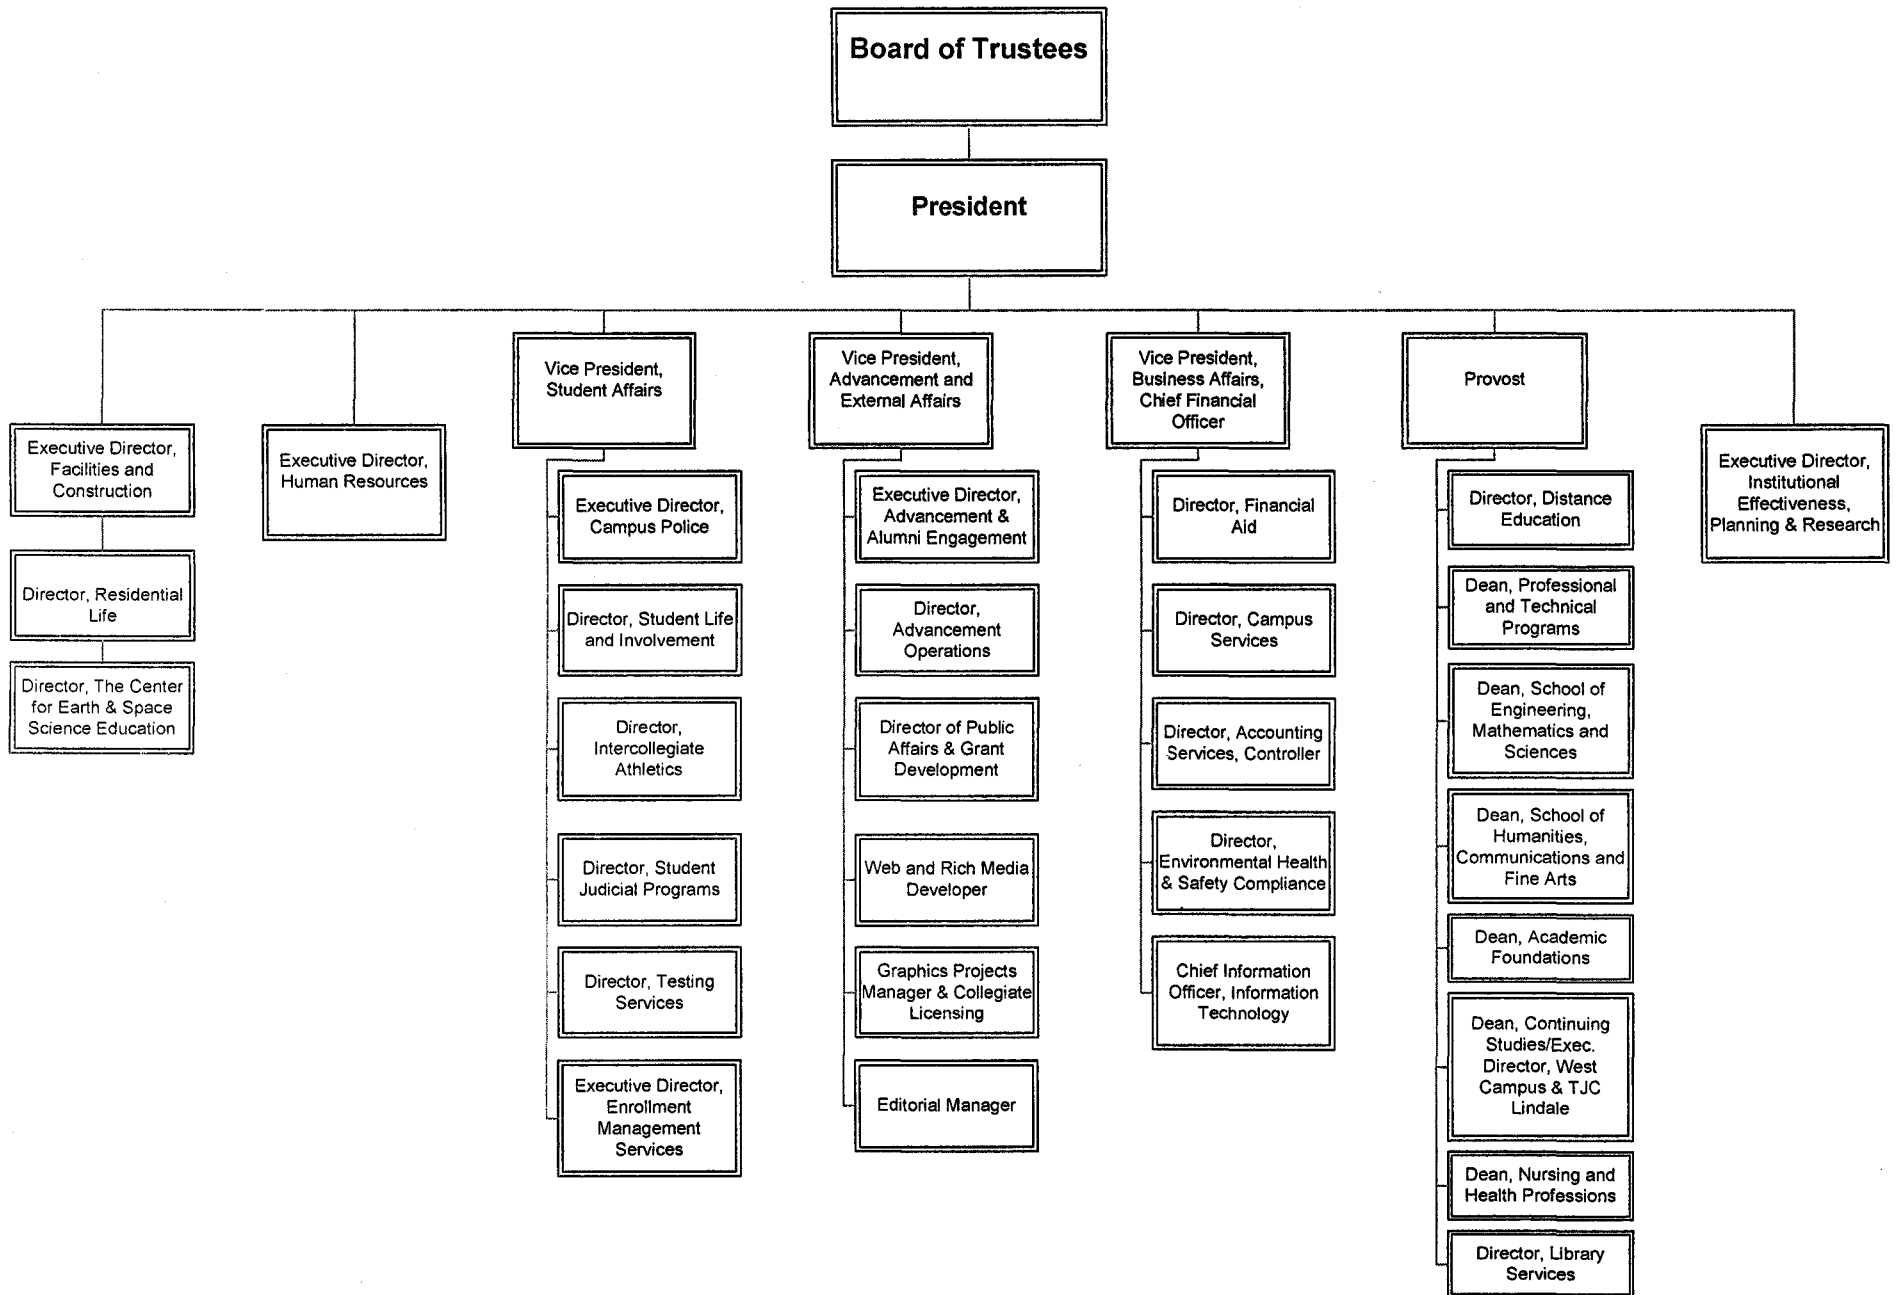 Board of Trustees
President
Vice President,
Student Affairs
Vice President,
Advancement and
External Affairs
Vice President,
Business Affairs,
Chief Financial
Officer
Provost
Executive Director,
Facilities and
Construction
Director, Residential
Life
Director, The Center
for Earth & Space
Science Education
Executive Director,
Human Resources
Executive Director,
Campus Police
Director, Student Life
and Involvement
Director,
Intercollegiate
Athletics
Director, Student
Judicial Programs
Director, Testing
Services
Executive Director,
Enrollment
Management
Services
Executive Director,
Advancement &
Alumni Engagement
Director,
Advancement
Operations
Director of Public
Affairs & Grant
Development
Web and Rich Media
Developer
Graphics Projects
Manager & Collegiate
Licensing
Editorial Manager
Director, Financial
Aid
Director, Campus
Services
Director, Accounting
Services, Controller
Director,
Environmental Health
& Safety Compliance
Chief Information
Officer, Information
Technology
Director, Distance
Education
Dean, Professional
and Technical
Programs
Dean, School of
Engineering,
Mathematics and
Sciences
Dean, School of
Humanities,
Communications and
Fine Arts
Dean, Academic
Foundations
Dean, Continuing
Studies/Exec.
Director, West
Campus & TJC
Lindale
Dean, Nursing and
Health Professions
Director, Library
Services
Executive Director,
Institutional
Effectiveness,
Planning & Research